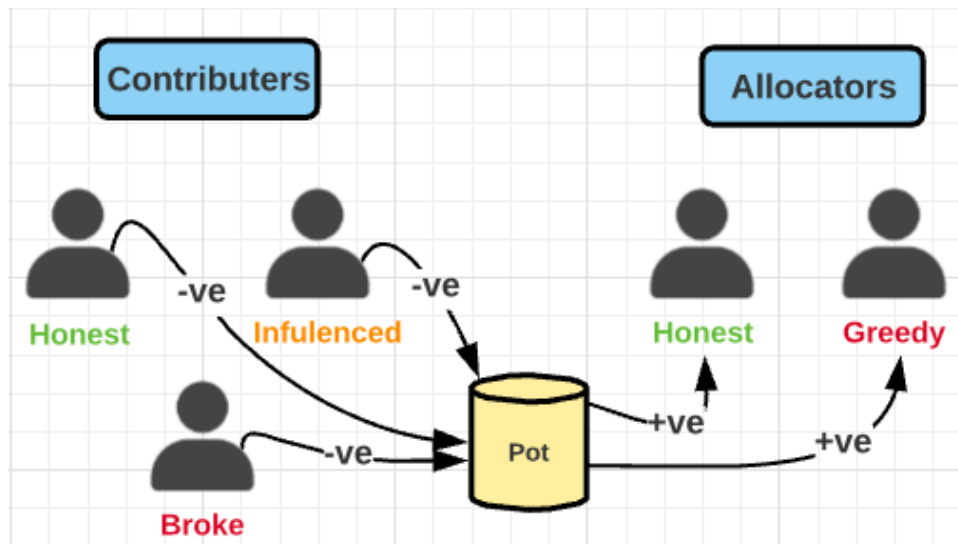 Contributers
Allocators
-ve
-ve
Honest
Infulenced
Honest
Greedy
+ve
+ve
-ve
Pot
Broke